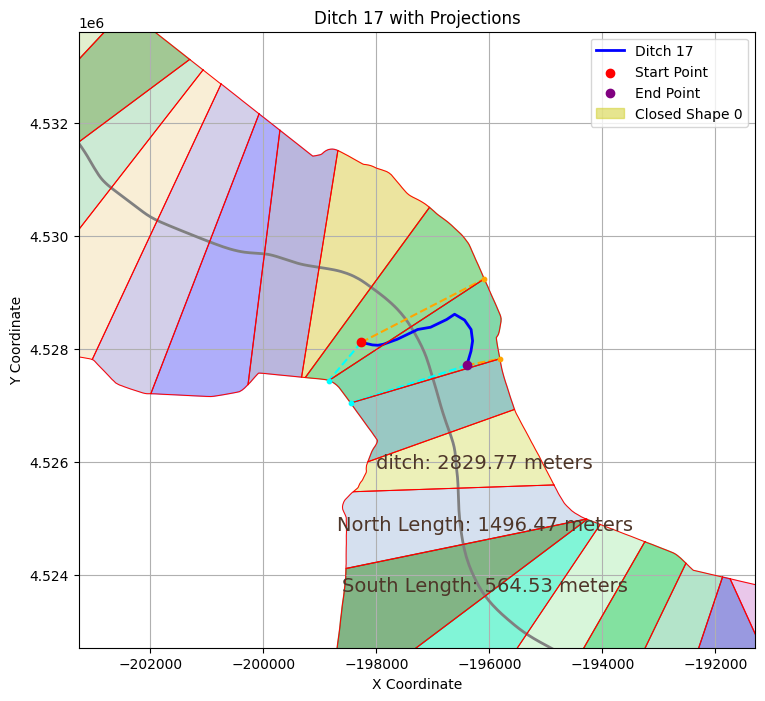 Ditch 17 with Projections
1e6
Ditch 17
Start Point
End Point
Closed Shape 0
4.532
4.530
4.528
4.526
4.524
Y Coordinate
ditch: 2829.77 meters
North Length: 1496.47 meters
South Length: 564.53 meters
−202000
−200000
−198000
−196000
−194000
−192000
X Coordinate